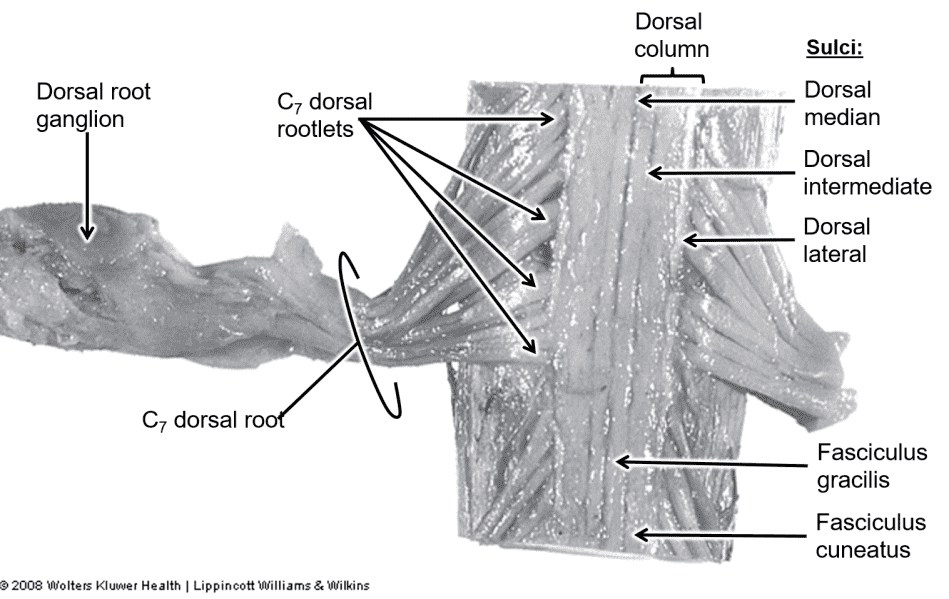 Dorsal
column
Sulci:
Dorsal root
ganglion
C₇ dorsal
rootlets
Dorsal
median
Dorsal
intermediate
Dorsal
lateral
C₇ dorsal root
Fasciculus
gracilis
Fasciculus
cuneatus
© 2008 Wolters Kluwer Health | Lippincott Williams & Wilkins